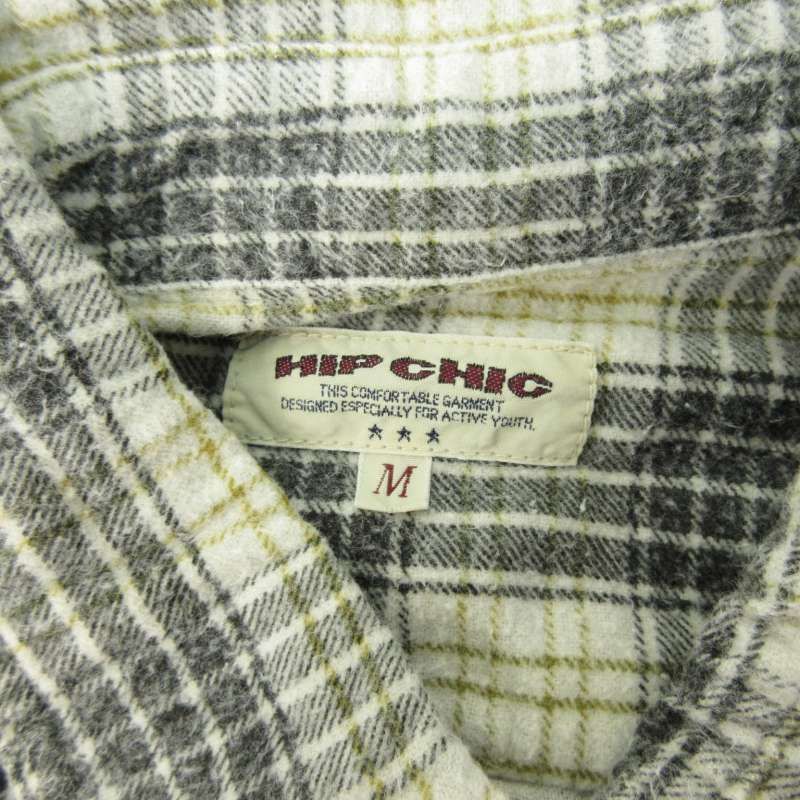 HIP CHIC
THIS COMFORTABLE GARMENT
DESIGNED ESPECIALLY FOR ACTIVE YOUTH.
★★★
M